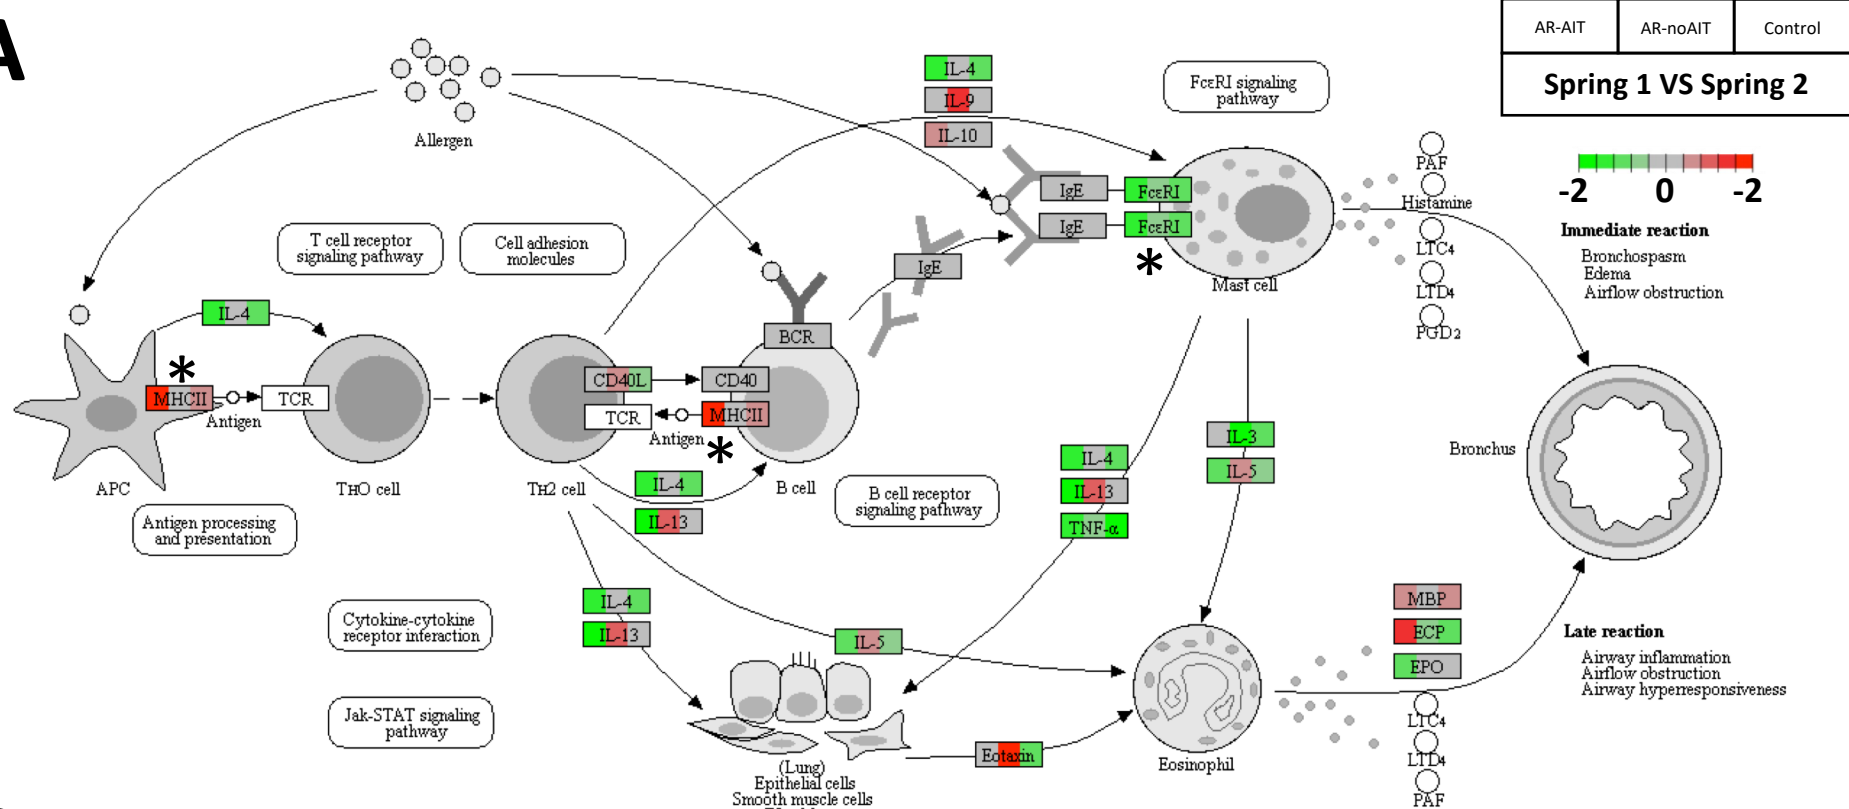 A
AR-AIT
AR-noAIT
Control
Spring 1 VS Spring 2
-2
0
-2
Allergen
IL-4
IL-9
IL-10
FcεRI signaling
pathway
IgE
FcεRI
IgE
FcεRI
*
Mast cell
PAF
Histamine
LTC4
LTD4
PGD2
Immediate reaction
Bronchospasm
Edema
Airflow obstruction
T cell receptor
signaling pathway
Cell adhesion
molecules
IgE
IL-4
*
MHCII
Antigen
TCR
APC
TH0 cell
CD40L
TCR
TH2 cell
Antigen
BCR
CD40
MHCII
*
B cell
IL-4
IL-13
B cell receptor
signaling pathway
Antigen processing
and presentation
IL-4
IL-13
TNF-α
IL-3
IL-5
Bronchus
Cytokine-cytokine
receptor interaction
IL-4
IL-13
IL-5
Jak-STAT signaling
pathway
(Lung)
Epithelial cells
Smooth muscle cells
Eotaxin
Eosinophil
MBP
ECP
EPO
LTC4
LTD4
PAF
Late reaction
Airway inflammation
Airflow obstruction
Airway hyperresponsiveness